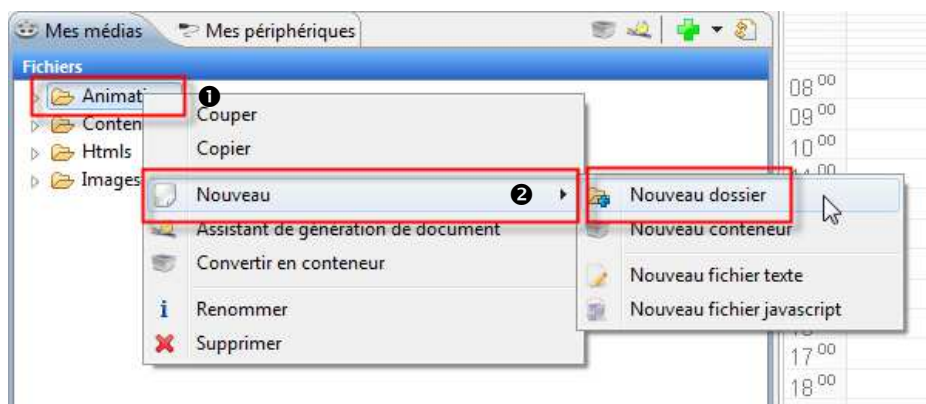 Mes médias Mes périphériques
Fichiers
Animati
❶
Conten
Htmls
Images
Couper
Copier
Nouveau ❷
Assistant de génération de document
Convertir en conteneur
Renommer
Supprimer
Nouveau dossier
Nouveau conteneur
Nouveau fichier texte
Nouveau fichier javascript
08 00
09 00
10 00
17 00
18 00